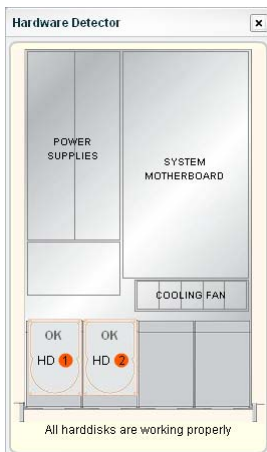 Hardware Detector
POWER
SUPPLIES
SYSTEM
MOTHERBOARD
COOLING FAN
OK
OK
HD 1
HD 2
All harddisks are working properly